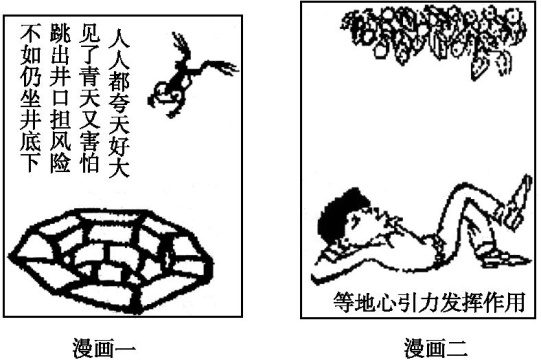 人人都夸天好大
见了青天又害怕
跳出井口担风险
不如仍坐井底下
等地心引力发挥作用
漫画一
漫画二